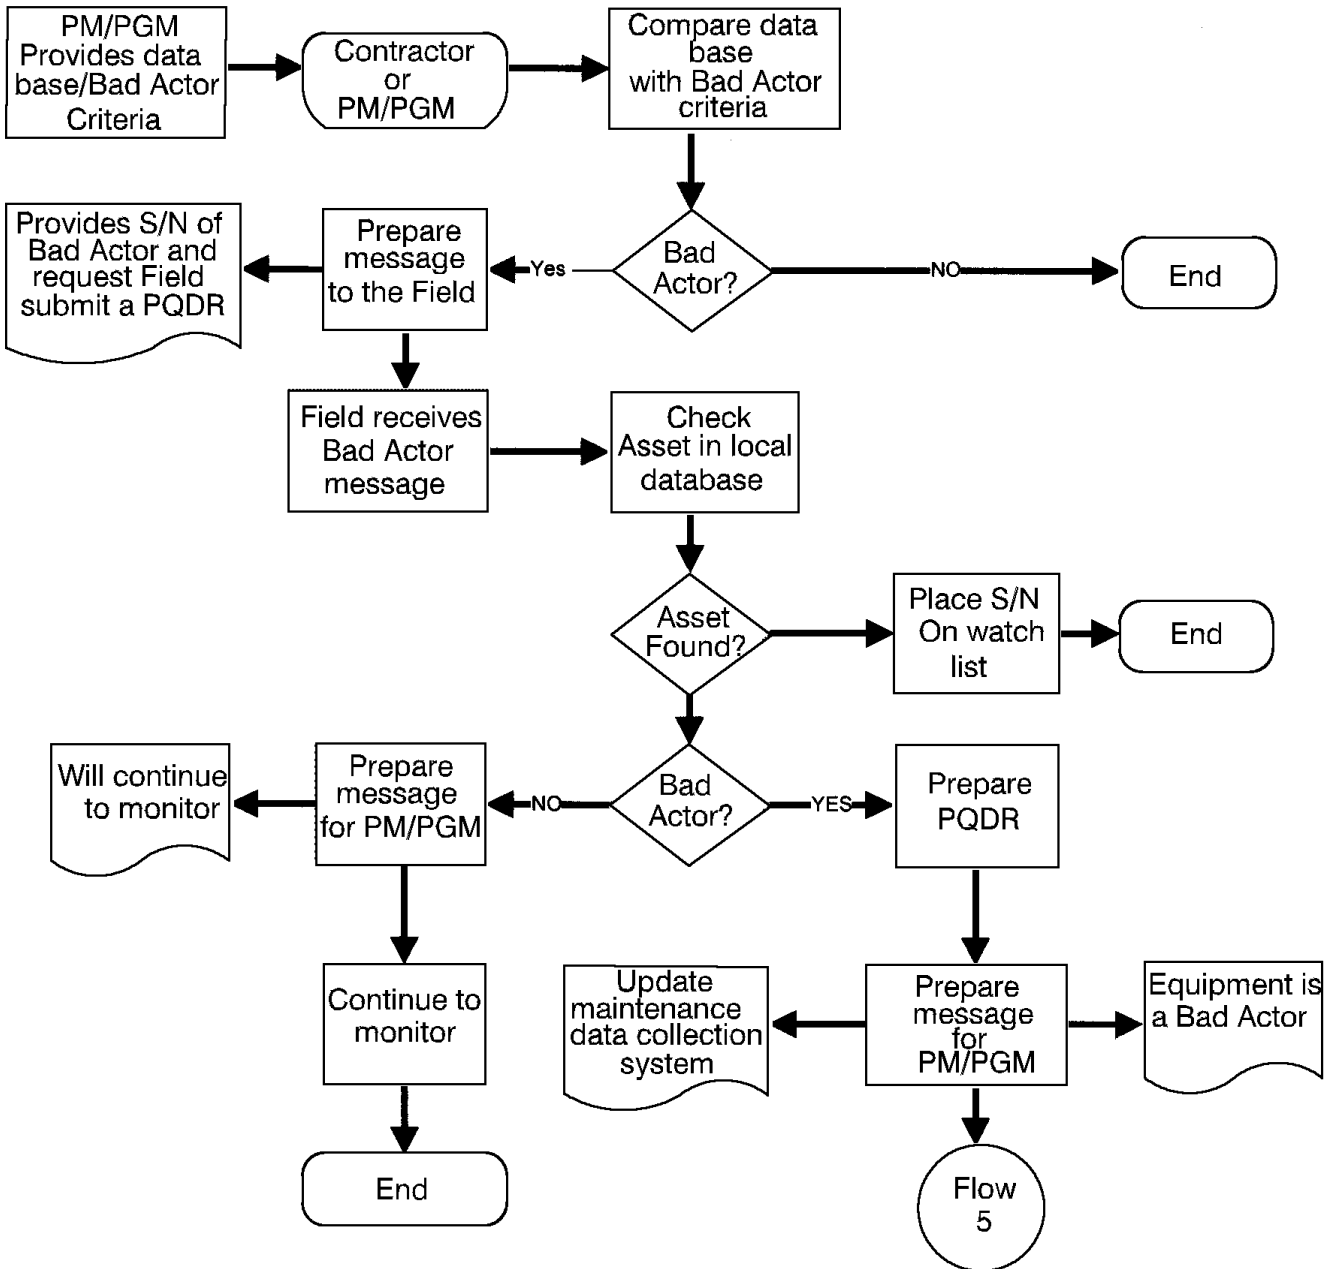 PM/PGM
Provides data
base/Bad Actor
Criteria
Contractor
or
PM/PGM
Compare data
base
with Bad Actor
criteria
Provides S/N of
Bad Actor and
request Field
submit a PQDR
Prepare
message
to the Field
Yes
Bad
Actor?
NO
End
Field receives
Bad Actor
message
Check
Asset in local
database
Asset
Found?
Place S/N
On watch
list
End
Will continue
to monitor
Prepare
message
for PM/PGM
NO
Bad
Actor?
YES
Prepare
PQDR
Continue to
monitor
Update
maintenance
data collection
system
Prepare
message
for
PM/PGM
Equipment is
a Bad Actor
End
Flow
5